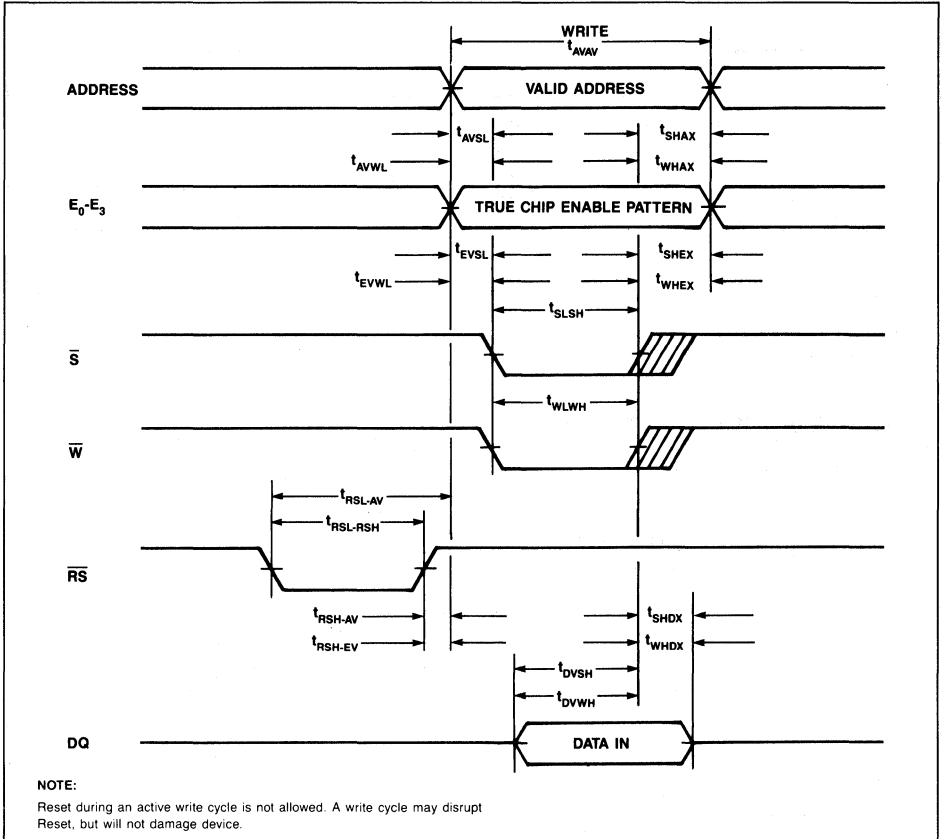 WRITE
tAVAV
ADDRESS
VALID ADDRESS
tAVSL
tSHAX
tAVWL
tWHAX
E0-E3
TRUE CHIP ENABLE PATTERN
tEVSL
tSHEX
tEVWL
tWHEX
tSLSH
S̅
tWLWH
W̅
tRSL-AV
tRSL-RSH
R̅S̅
tRSH-AV
tSHDX
tRSH-EV
tWHDX
tDVSH
tDVWH
DQ
DATA IN
NOTE:
Reset during an active write cycle is not allowed. A write cycle may disrupt
Reset, but will not damage device.